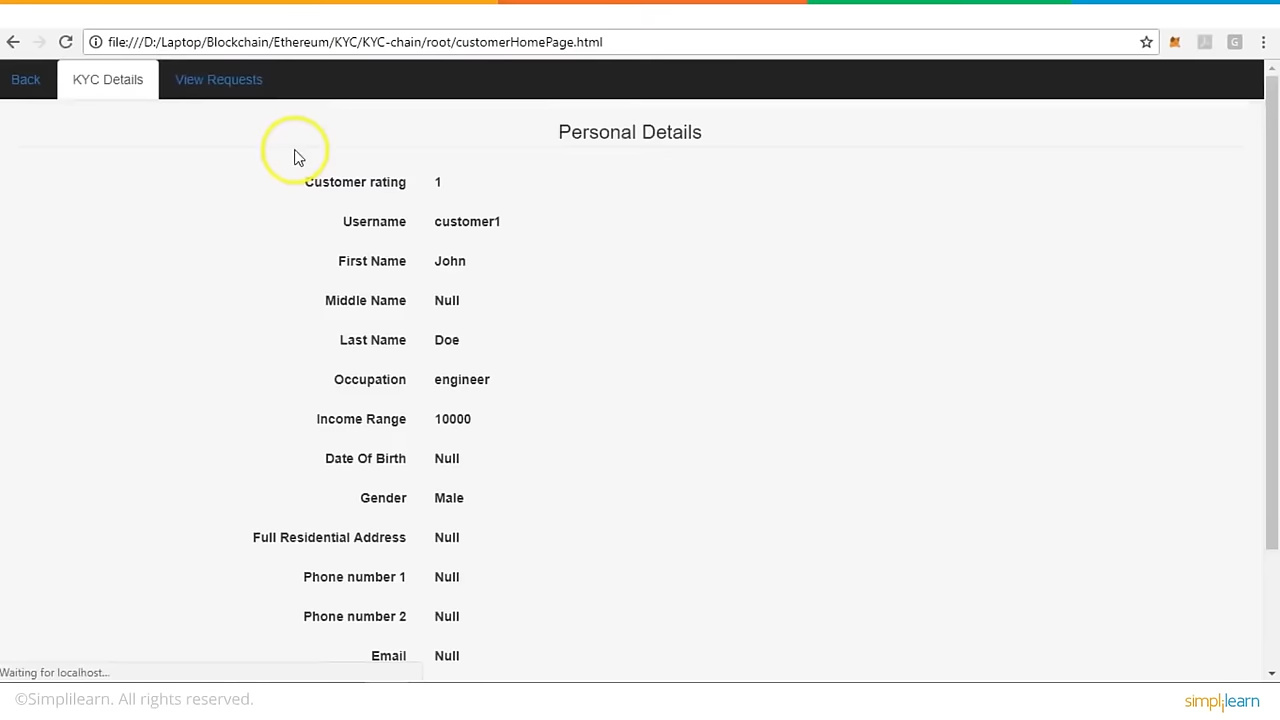 file:///D:/Laptop/Blockchain/Ethereum/KYC/KYC-chain/root/customerHomePage.html
Back KYC Details View Requests
Personal Details
Customer rating 1
Username customer1
First Name John
Middle Name Null
Last Name Doe
Occupation engineer
Income Range 10000
Date Of Birth Null
Gender Male
Full Residential Address Null
Phone number 1 Null
Phone number 2 Null
Email Null
Waiting for localhost...
©Simplilearn. All rights reserved.
simplilearn